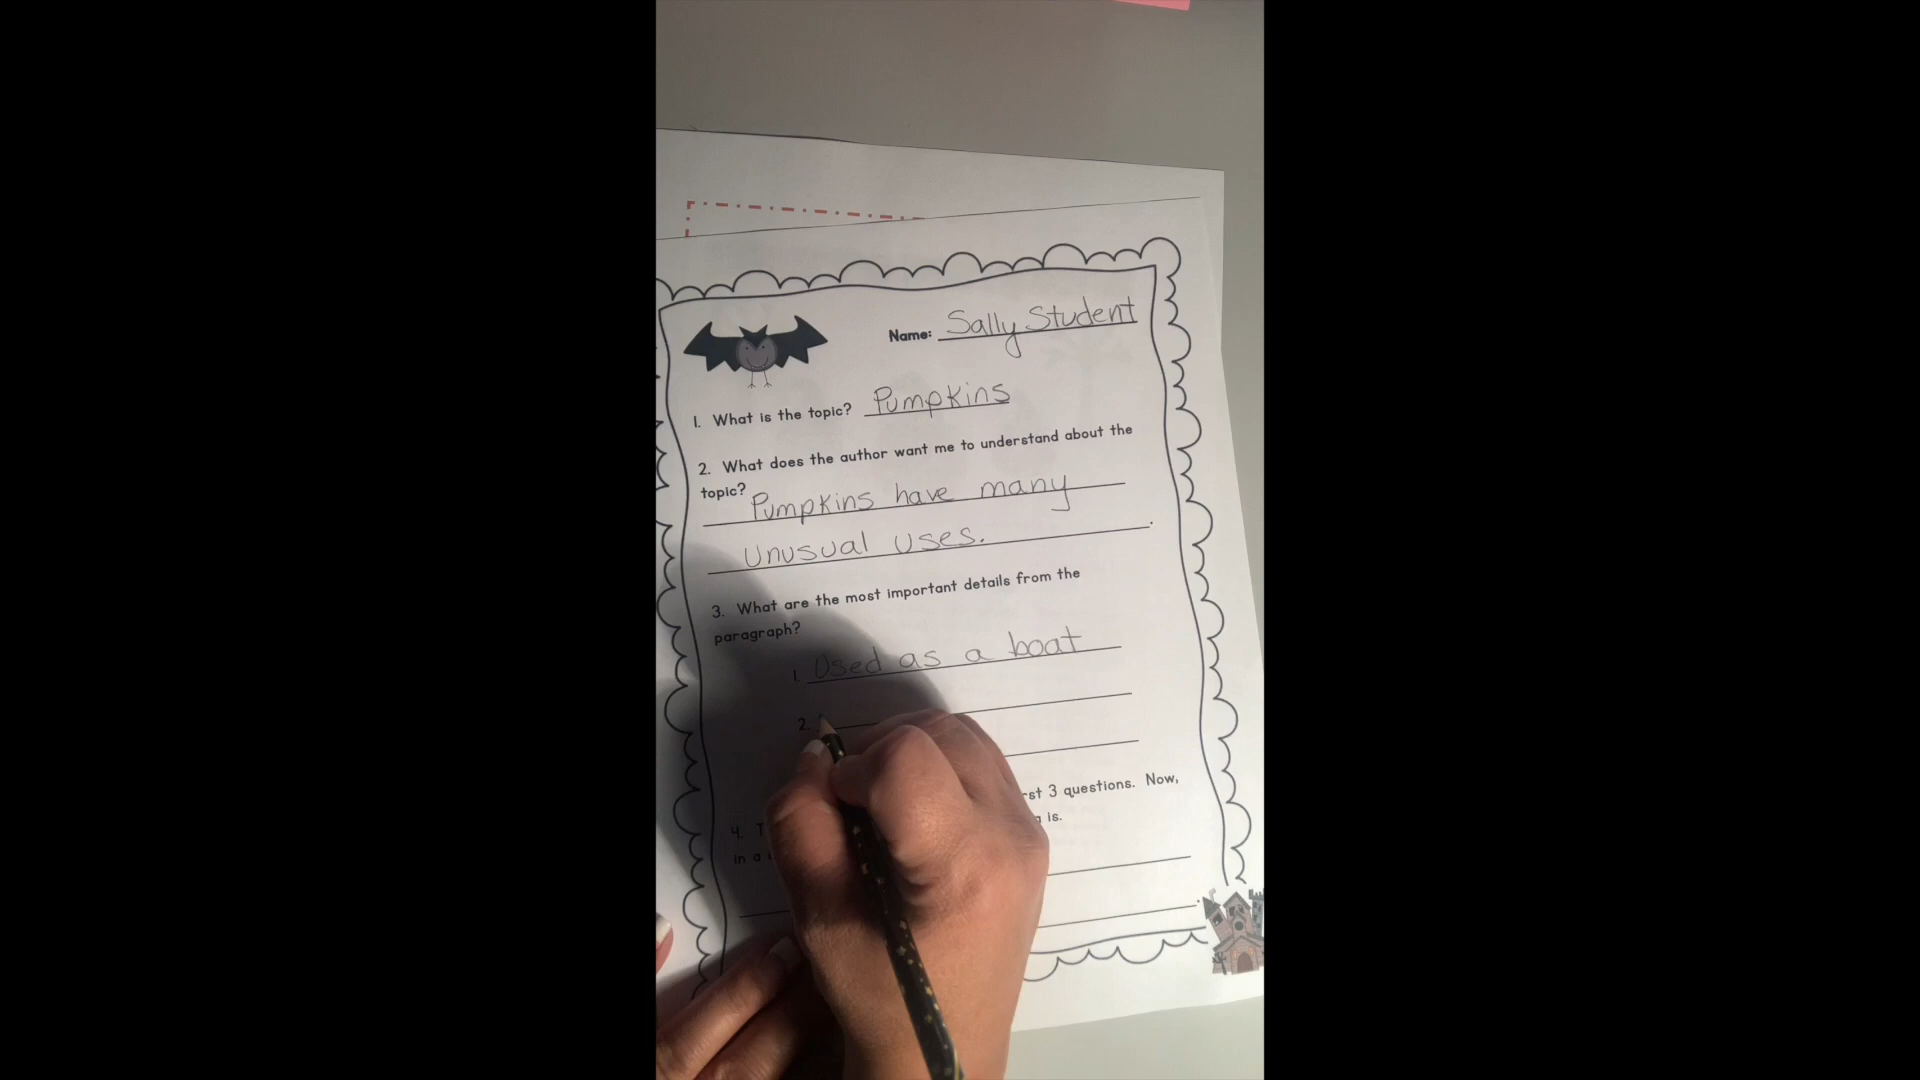 Name: Sally Student
1. What is the topic? Pumpkins
2. What does the author want me to understand about the
topic? Pumpkins have many
unusual uses.
3. What are the most important details from the
paragraph?
1. Used as a boat
2.
4.
3 questions. Now,
in a
is.